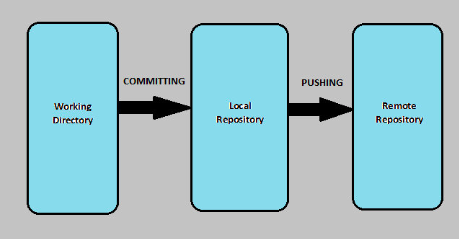 COMMITTING
PUSHING
Working
Directory
Local
Repository
Remote
Repository